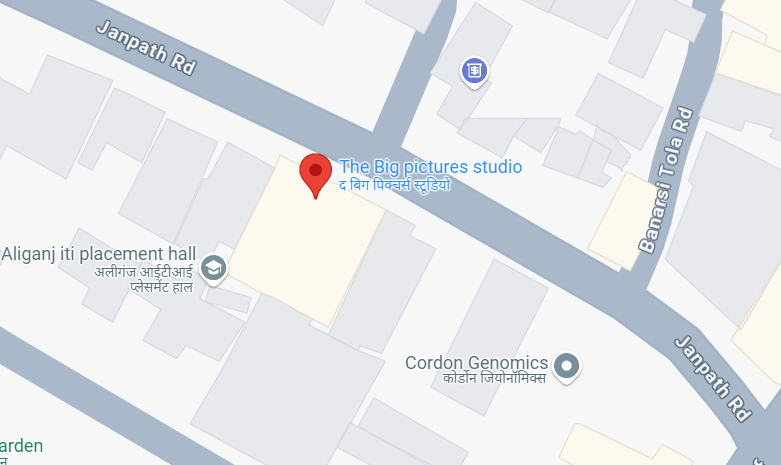 Janpath Rd
The Big pictures studio
द बिग पिक्चर्स स्टूडियो
Banarsi Tola Rd
Aliganj iti placement hall
अलीगंज आईटीआई
प्लेसमेंट हाल
Cordon Genomics
कोर्डोन जियोनॉमिक्स
Janpath Rd
arden